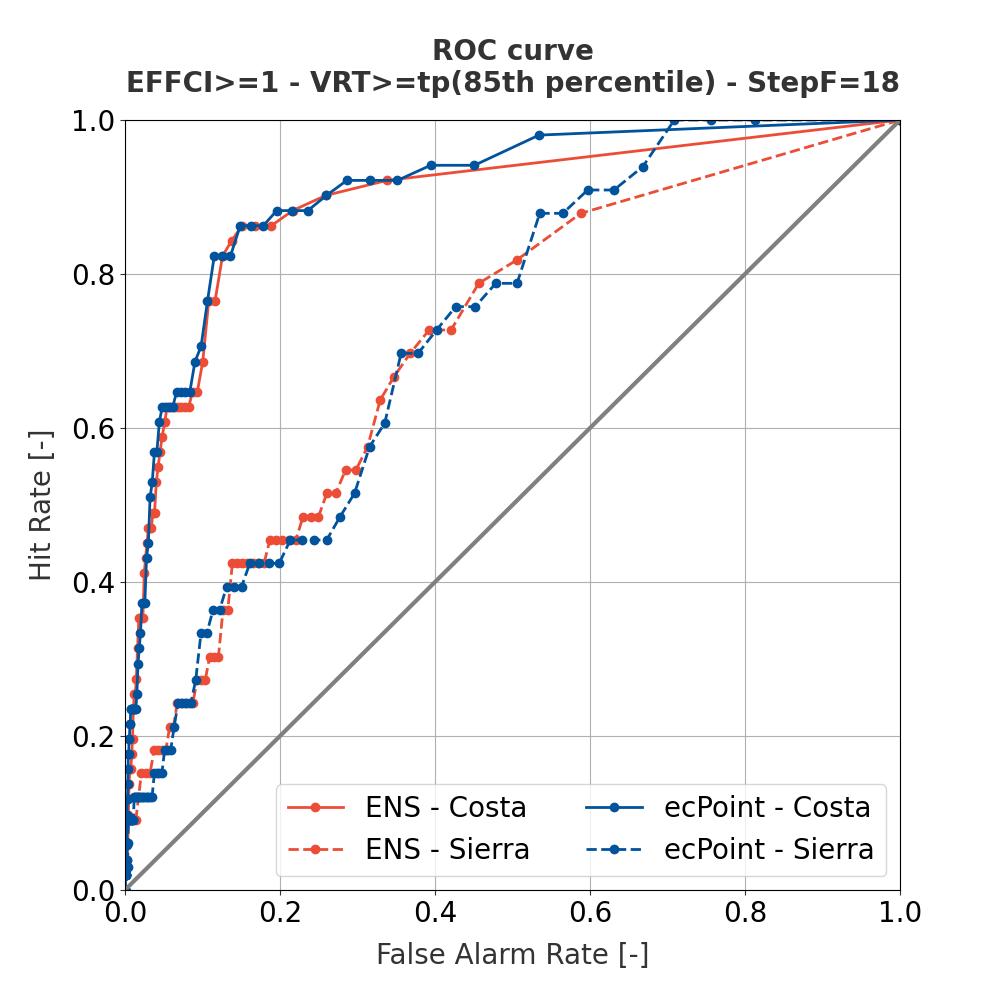 ROC curve
EFFCI>=1 - VRT>=tp(85th percentile) - StepF=18
1.0
0.8
0.6
0.4
0.2
0.0
Hit Rate [-]
ENS - Costa
ecPoint - Costa
ENS - Sierra
ecPoint - Sierra
0.0 0.2 0.4 0.6 0.8 1.0
False Alarm Rate [-]